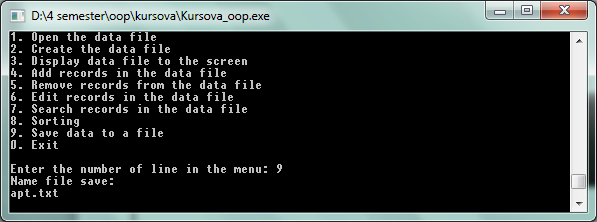 D:\4 semester\oop\kursova\Kursova_oop.exe
1. Open the data file
2. Create the data file
3. Display data file to the screen
4. Add records in the data file
5. Remove records from the data file
6. Edit records in the data file
7. Search records in the data file
8. Sorting
9. Save data to a file
0. Exit
Enter the number of line in the menu: 9
Name file save:
apt.txt